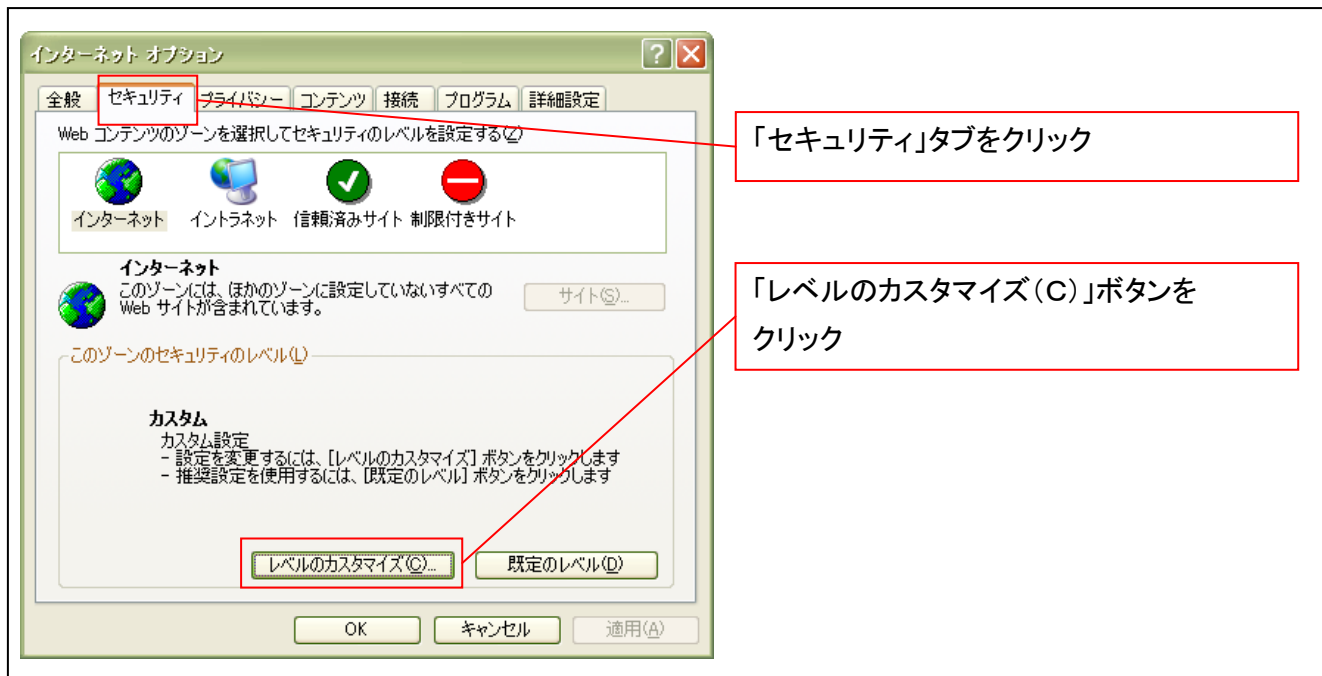 インターネット オプション
全般 セキュリティ プライバシー コンテンツ 接続 プログラム 詳細設定
Web コンテンツのゾーンを選択してセキュリティのレベルを設定する(Z)
インターネット イントラネット 信頼済みサイト 制限付きサイト
インターネット
このゾーンには、ほかのゾーンに設定していないすべての
Web サイトが含まれています。
サイト(S)...
このゾーンのセキュリティのレベル(L)
カスタム
カスタム設定
- 設定を変更するには、[レベルのカスタマイズ] ボタンをクリックします
- 推奨設定を使用するには、[既定のレベル] ボタンをクリックします
レベルのカスタマイズ(C)... 既定のレベル(D)
OK キャンセル 適用(A)
「セキュリティ」タブをクリック
「レベルのカスタマイズ(C)」ボタンを
クリック